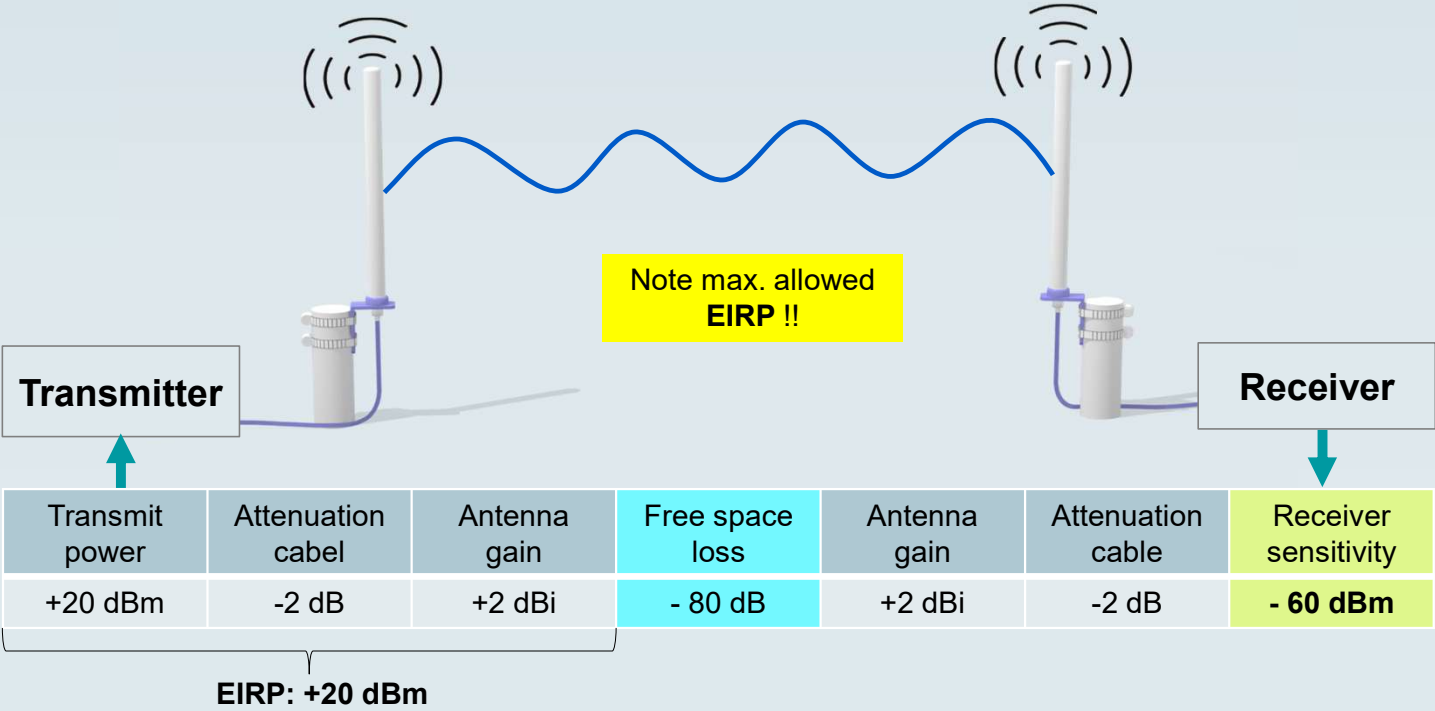 Note max. allowed
EIRP !!
Transmitter
Receiver
Transmit
power
Attenuation
cabel
Antenna
gain
Free space
loss
Antenna
gain
Attenuation
cable
Receiver
sensitivity
+20 dBm
-2 dB
+2 dBi
- 80 dB
+2 dBi
-2 dB
- 60 dBm
EIRP: +20 dBm